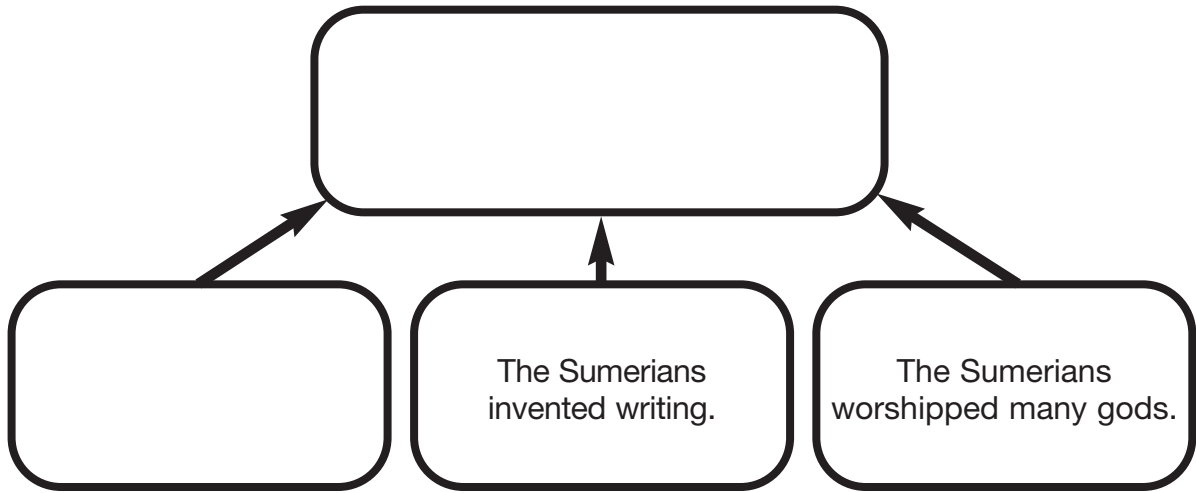 The Sumerians
invented writing.
The Sumerians
worshipped many gods.